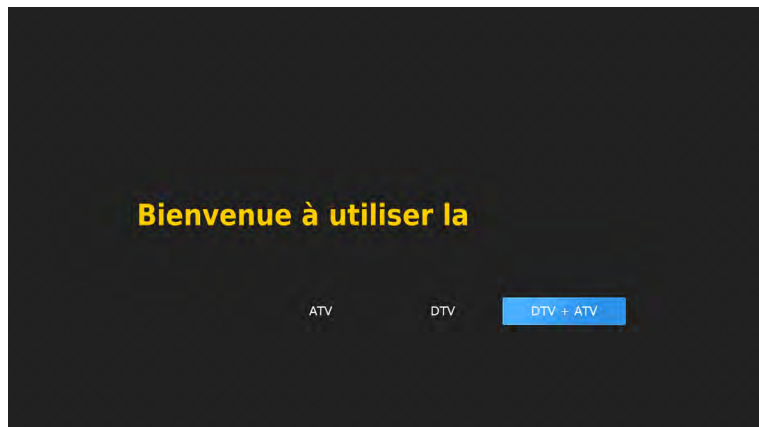 Bienvenue à utiliser la
ATV DTV DTV + ATV